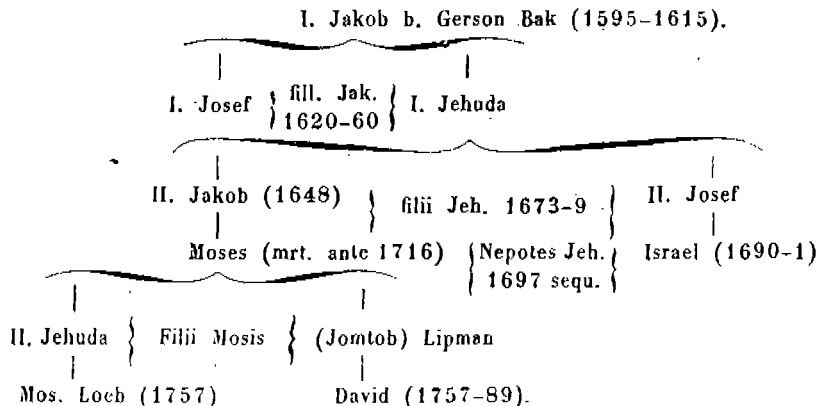 I. Jakob b. Gerson Bak (1595-1615).
I. Josef } fill. Jak. 1620-60 { I. Jehuda
II. Jakob (1648) } filii Jeh. 1673-9 { II. Josef
Moses (mrt. ante 1716) { Nepotes Jeh. 1697 sequ. { Israel (1690-1)
II. Jehuda } Filii Mosis { (Jomtob) Lipman
Mos. Loeb (1757) David (1757-89).